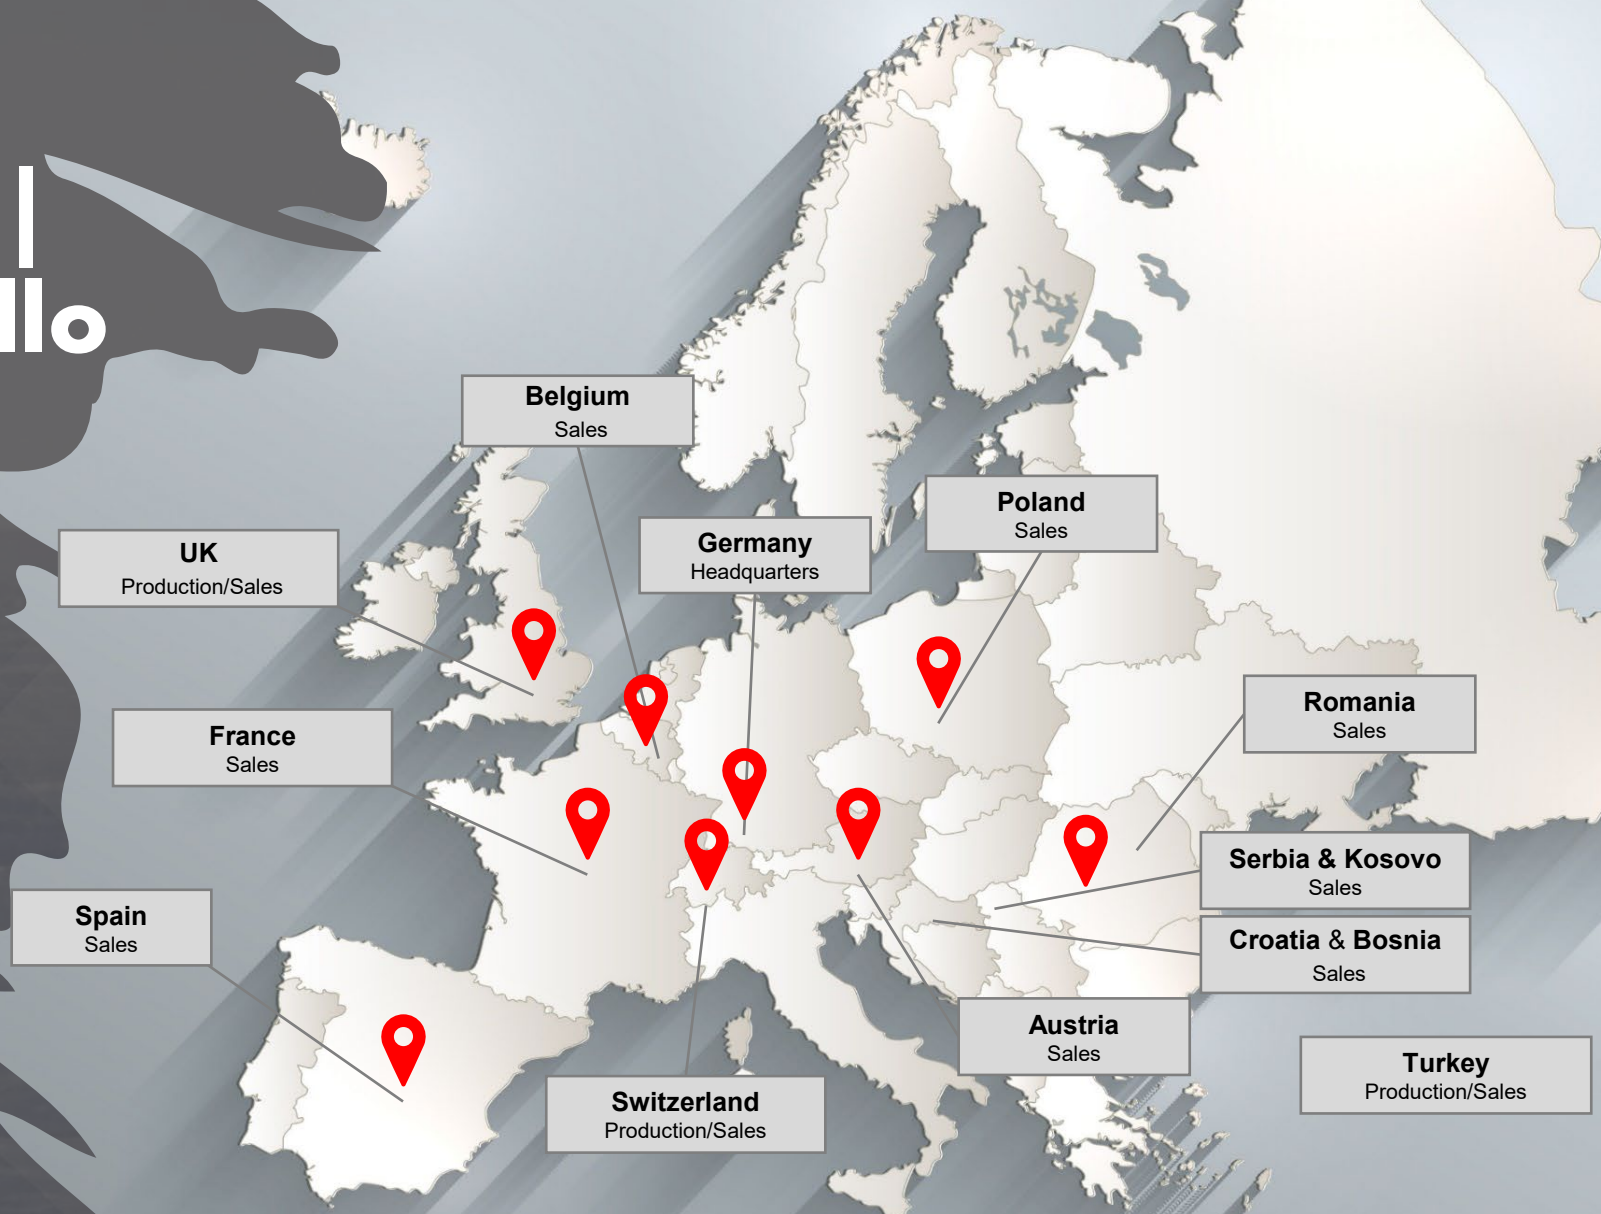 l
llo
Belgium
Sales
Poland
Sales
Germany
Headquarters
UK
Production/Sales
Romania
Sales
France
Sales
Serbia & Kosovo
Sales
Spain
Sales
Croatia & Bosnia
Sales
Austria
Sales
Turkey
Production/Sales
Switzerland
Production/Sales